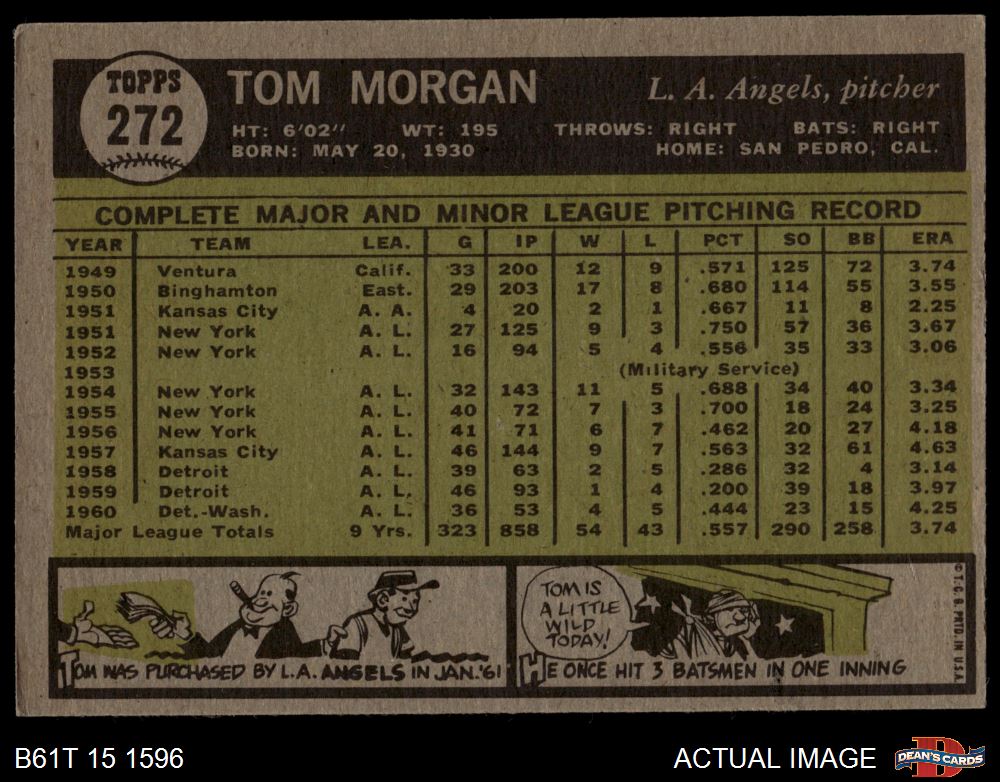 TOPPS
272
TOM MORGAN
L. A. Angels, pitcher
HT: 6'02" WT: 195 THROWS: RIGHT BATS: RIGHT
BORN: MAY 20, 1930 HOME: SAN PEDRO, CAL.
COMPLETE MAJOR AND MINOR LEAGUE PITCHING RECORD
YEAR TEAM LEA. G IP W L PCT SO BB ERA
1949 Ventura Calif. 33 200 12 9 .571 125 72 3.74
1950 Binghamton East. 29 203 17 8 .680 114 55 3.55
1951 Kansas City A. A. 4 20 2 1 .667 11 8 2.25
1951 New York A. L. 27 125 9 3 .750 57 36 3.67
1952 New York A. L. 16 94 5 4 .556 35 33 3.06
1953 (Military Service)
1954 New York A. L. 32 143 11 5 .688 34 40 3.34
1955 New York A. L. 40 72 7 3 .700 18 24 3.25
1956 New York A. L. 41 71 6 7 .462 20 27 4.18
1957 Kansas City A. L. 46 144 9 7 .563 32 61 4.63
1958 Detroit A. L. 39 63 2 5 .286 32 4 3.14
1959 Detroit A. L. 46 93 1 4 .200 39 18 3.97
1960 Det.-Wash. A. L. 36 53 4 5 .444 23 15 4.25
Major League Totals 9 Yrs. 323 858 54 43 .557 290 258 3.74
TOM WAS PURCHASED BY L.A. ANGELS IN JAN. '61
TOM IS
A LITTLE
WILD
TODAY!
HE ONCE HIT 3 BATSMEN IN ONE INNING
© T. C. G. PRTD. IN U.S.A.
B61T 15 1596
ACTUAL IMAGE
D
DEAN'S CARDS